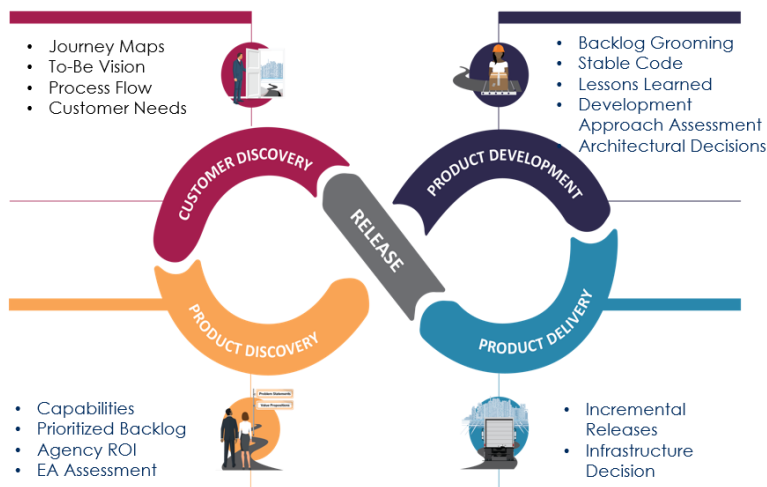 • Journey Maps
• To-Be Vision
• Process Flow
• Customer Needs
• Backlog Grooming
• Stable Code
• Lessons Learned
• Development
Approach Assessment
• Architectural Decisions
CUSTOMER DISCOVERY
PRODUCT DEVELOPMENT
RELEASE
PRODUCT DISCOVERY
PRODUCT DELIVERY
Problem Statements
Value Propositions
• Capabilities
• Prioritized Backlog
• Agency ROI
• EA Assessment
• Incremental
Releases
• Infrastructure
Decision